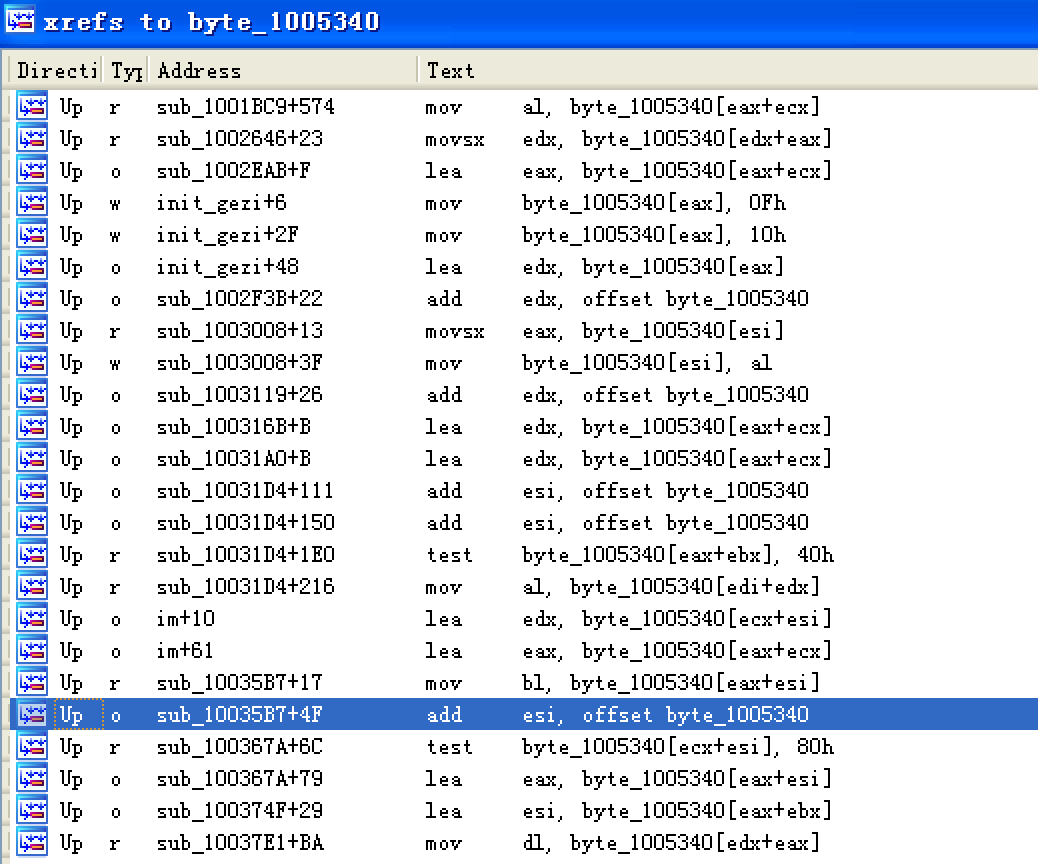 xrefs to byte_1005340
Directi Typ Address Text
Up r sub_1001BC9+574 mov al, byte_1005340[eax+ecx]
Up r sub_1002646+23 movsx edx, byte_1005340[edx+eax]
Up o sub_1002EAB+F lea eax, byte_1005340[eax+ecx]
Up w init_gezi+6 mov byte_1005340[eax], 0Fh
Up w init_gezi+2F mov byte_1005340[eax], 10h
Up o init_gezi+48 lea edx, byte_1005340[eax]
Up o sub_1002F3B+22 add edx, offset byte_1005340
Up r sub_1003008+13 movsx eax, byte_1005340[esi]
Up w sub_1003008+3F mov byte_1005340[esi], al
Up o sub_1003119+26 add edx, offset byte_1005340
Up o sub_100316B+B lea edx, byte_1005340[eax+ecx]
Up o sub_10031A0+B lea edx, byte_1005340[eax+ecx]
Up o sub_10031D4+111 add esi, offset byte_1005340
Up o sub_10031D4+150 add esi, offset byte_1005340
Up r sub_10031D4+1E0 test byte_1005340[eax+ebx], 40h
Up r sub_10031D4+216 mov al, byte_1005340[edi+edx]
Up o im+10 lea edx, byte_1005340[ecx+esi]
Up o im+61 lea eax, byte_1005340[eax+ecx]
Up r sub_10035B7+17 mov bl, byte_1005340[eax+esi]
Up o sub_10035B7+4F add esi, offset byte_1005340
Up r sub_100367A+6C test byte_1005340[ecx+esi], 80h
Up o sub_100367A+79 lea eax, byte_1005340[eax+esi]
Up o sub_100374F+29 lea esi, byte_1005340[eax+ebx]
Up r sub_10037E1+BA mov dl, byte_1005340[edx+eax]